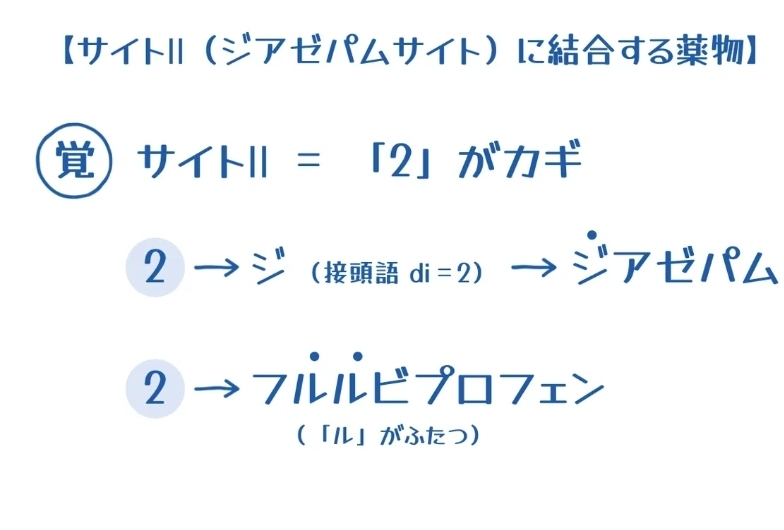 【サイトII（ジアゼパムサイト）に結合する薬物】
覚 サイトII = 「2」がカギ
2 → ジ （接頭語 di=2） → ジアゼパム
2 → フルルビプロフェン
（「ル」がふたつ）